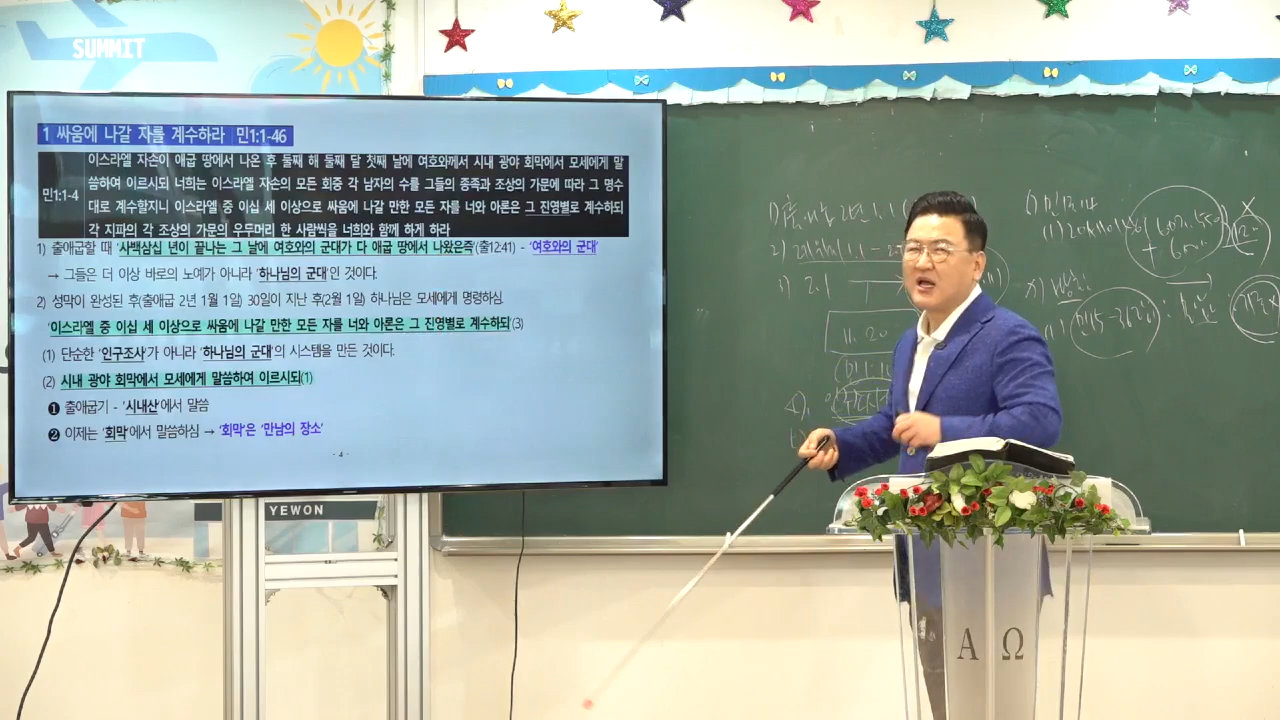 SUMMIT
1 싸움에 나갈 자를 계수하라 민1:1-46
민1:1-4
이스라엘 자손이 애굽 땅에서 나온 후 둘째 해 둘째 달 첫째 날에 여호와께서 시내 광야 회막에서 모세에게 말
씀하여 이르시되 너희는 이스라엘 자손의 모든 회중 각 남자의 수를 그들의 종족과 조상의 가문에 따라 그 명수
대로 계수할지니 이스라엘 중 이십 세 이상으로 싸움에 나갈 만한 모든 자를 너와 아론은 그 진영별로 계수하되
각 지파의 각 조상의 가문의 우두머리 한 사람씩을 너희와 함께 하게 하라
1) 출애굽할 때 '사백삼십 년이 끝나는 그 날에 여호와의 군대가 다 애굽 땅에서 나왔은즉(출12:41) - '여호와의 군대'
→ 그들은 더 이상 바로의 노예가 아니라 '하나님의 군대'인 것이다.
2) 성막이 완성된 후(출애굽 2년 1월 1일) 30일이 지난 후(2월 1일) 하나님은 모세에게 명령하심.
'이스라엘 중 이십 세 이상으로 싸움에 나갈 만한 모든 자를 너와 아론은 그 진영별로 계수하되(3)
(1) 단순한 '인구조사'가 아니라 '하나님의 군대'의 시스템을 만든 것이다.
(2) 시내 광야 회막에서 모세에게 말씀하여 이르시되(1)
❶ 출애굽기 - '시내산'에서 말씀
❷ 이제는 '회막'에서 말씀하심 → '회막'은 '만남의 장소'
- 4 -
YEWON
3) 2.1
11. 20
Α Ω